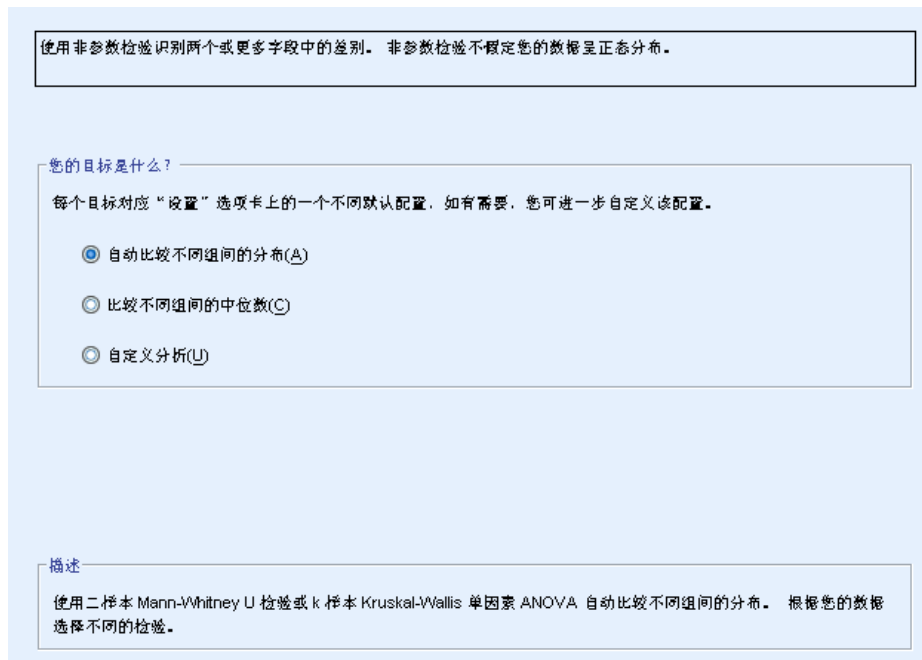 使用非参数检验识别两个或更多字段中的差别。 非参数检验不假定您的数据呈正态分布。
您的目标是什么?
每个目标对应“设置”选项卡上的一个不同默认配置，如有需要，您可进一步自定义该配置。
自动比较不同组间的分布(A)
比较不同组间的中位数(C)
自定义分析(U)
描述
使用二样本 Mann-Whitney U 检验或 k 样本 Kruskal-Wallis 单因素 ANOVA 自动比较不同组间的分布。 根据您的数据
选择不同的检验。